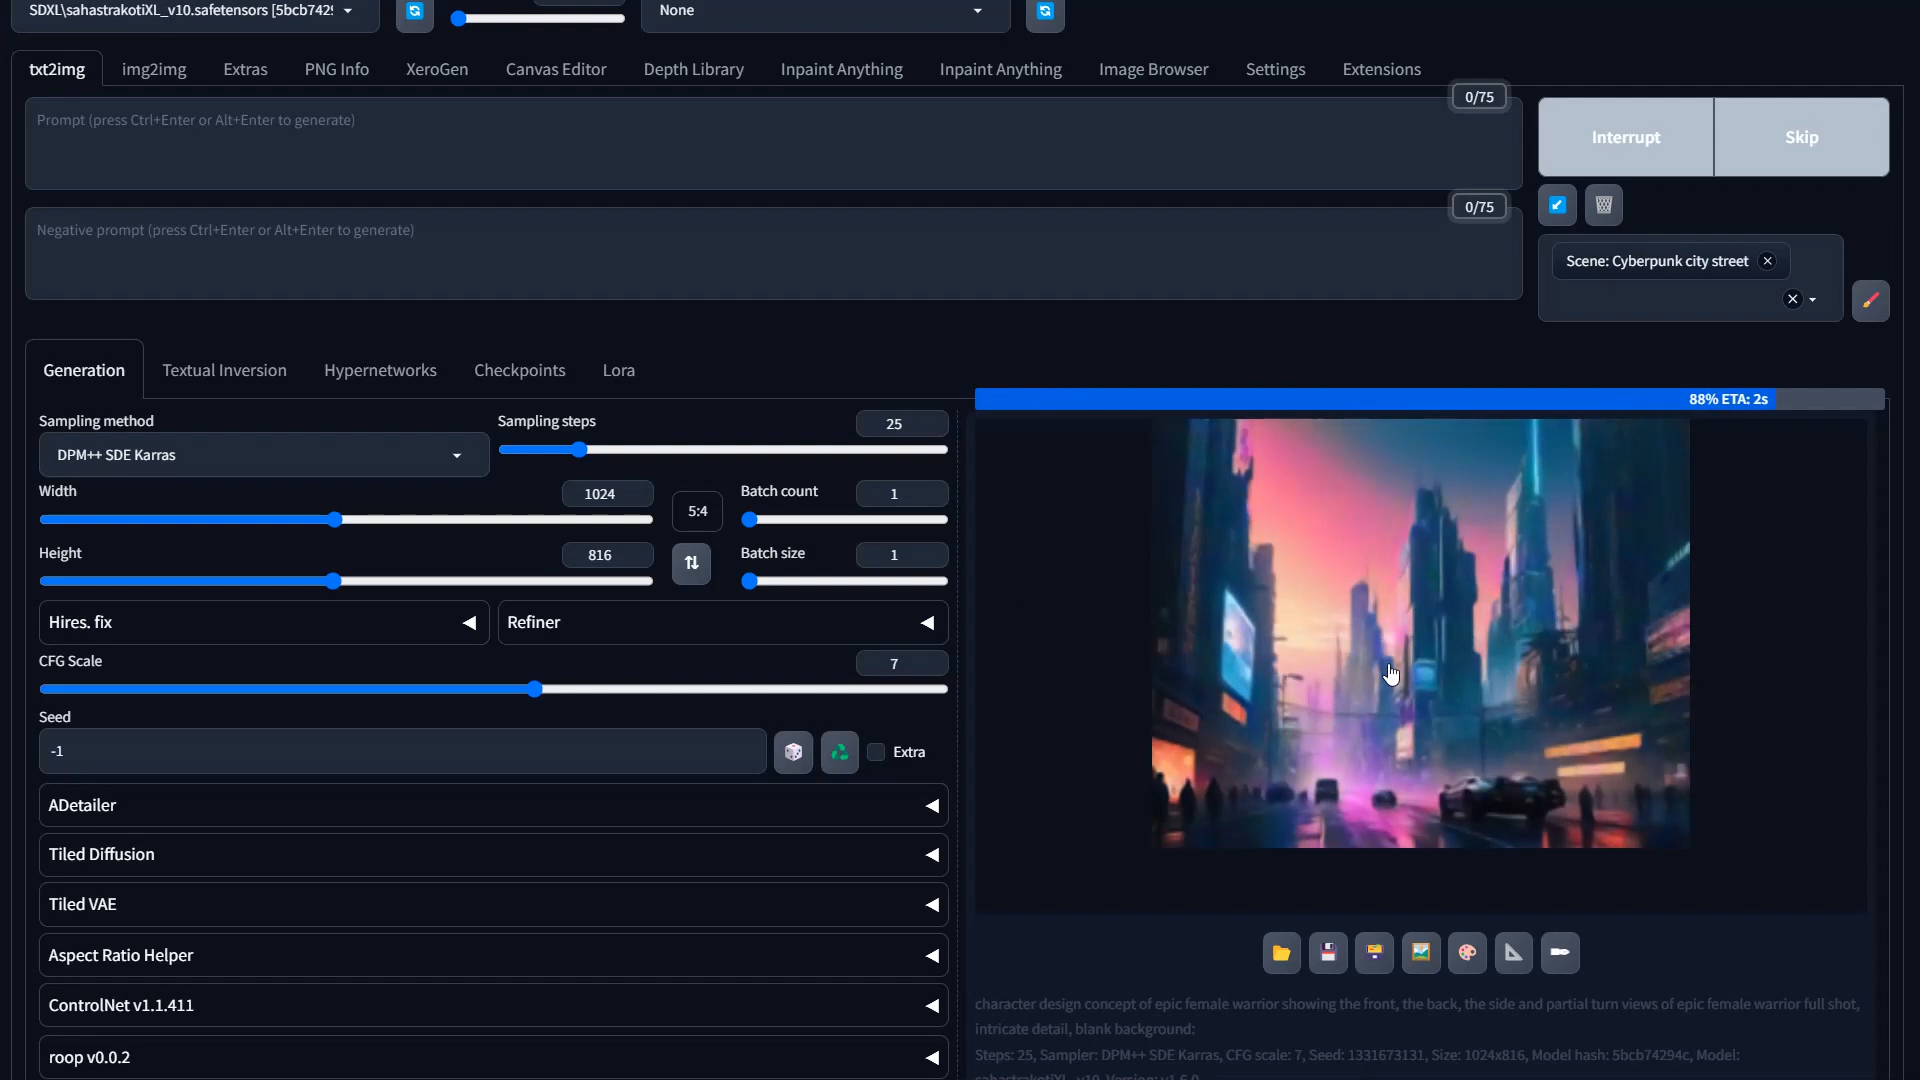 SDXL\sahastrakotiXL_v10.safetensors [5bcb7429
None
txt2img img2img Extras PNG Info XeroGen Canvas Editor Depth Library Inpaint Anything Inpaint Anything Image Browser Settings Extensions
0/75
Prompt (press Ctrl+Enter or Alt+Enter to generate)
Interrupt Skip
0/75
Negative prompt (press Ctrl+Enter or Alt+Enter to generate)
Scene: Cyberpunk city street
Generation Textual Inversion Hypernetworks Checkpoints Lora
88% ETA: 2s
Sampling method
DPM++ SDE Karras
Sampling steps
25
Width
1024
5:4
Batch count
1
Height
816
Batch size
1
Hires. fix
Refiner
CFG Scale
7
Seed
-1
Extra
ADetailer
Tiled Diffusion
Tiled VAE
Aspect Ratio Helper
ControlNet v1.1.411
roop v0.0.2
character design concept of epic female warrior showing the front, the back, the side and partial turn views of epic female warrior full shot,
intricate detail, blank background:
Steps: 25, Sampler: DPM++ SDE Karras, CFG scale: 7, Seed: 1331673131, Size: 1024x816, Model hash: 5bcb74294c, Model:
sahastrakotiXL_v10, Version: v1.6.0